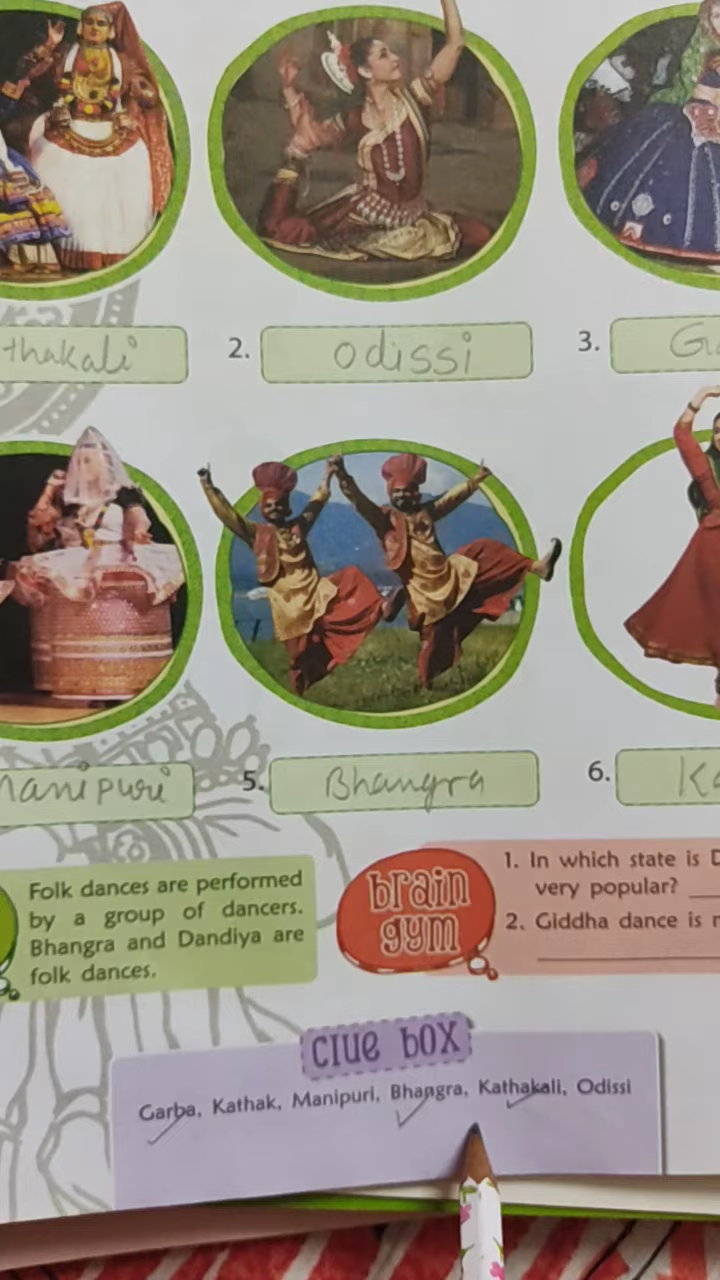 thakali
2. odissi
3. Ga
manipuri
5. Bhangra
6. Ka
Folk dances are performed
by a group of dancers.
Bhangra and Dandiya are
folk dances.
brain
gym
1. In which state is D
very popular?
2. Giddha dance is
clue box
Garba, Kathak, Manipuri, Bhangra, Kathakali, Odissi